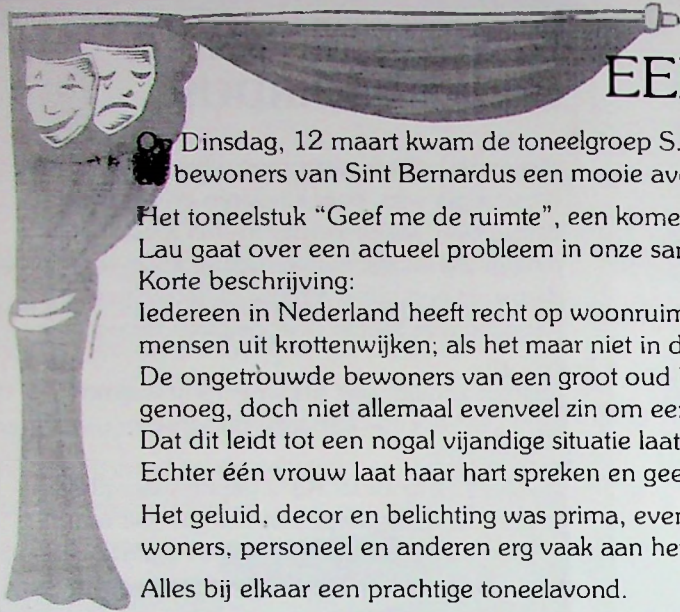 EE
Op Dinsdag, 12 maart kwam de toneelgroep S.
bewoners van Sint Bernardus een mooie av
Het toneelstuk “Geef me de ruimte”, een kome
Lau gaat over een actueel probleem in onze sa
Korte beschrijving:
Iedereen in Nederland heeft recht op woonruim
mensen uit krottenwijken; als het maar niet in d
De ongetrouwde bewoners van een groot oud
genoeg, doch niet allemaal evenveel zin om ee
Dat dit leidt tot een nogal vijandige situatie laat
Echter één vrouw laat haar hart spreken en gee
Het geluid, decor en belichting was prima, ever
woners, personeel en anderen erg vaak aan he
Alles bij elkaar een prachtige toneelavond.